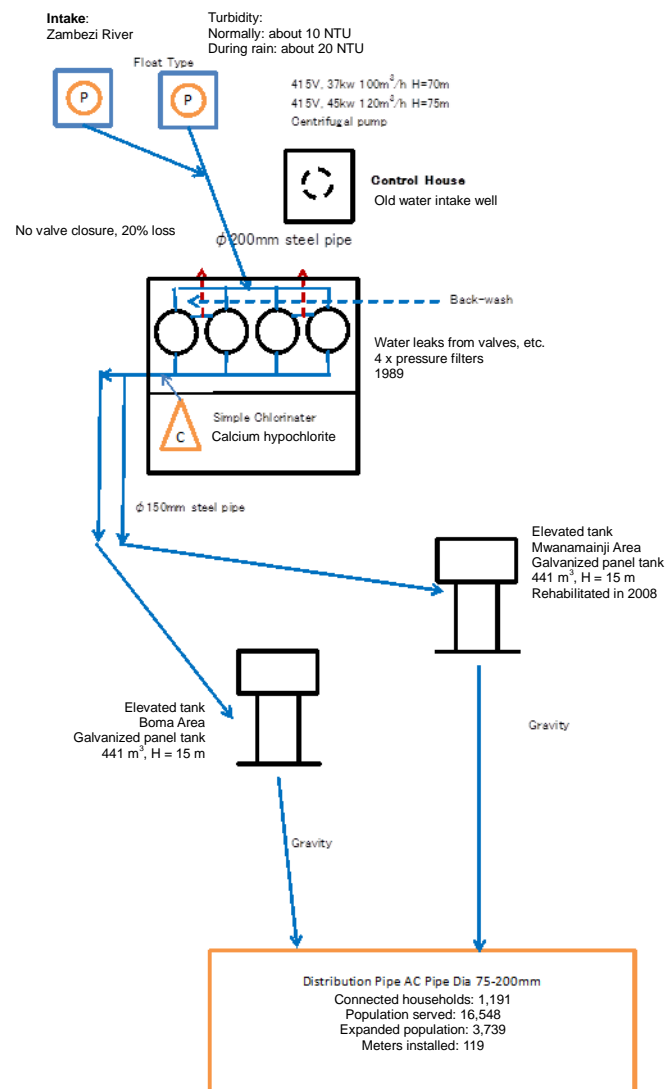 Intake:
Zambezi River
Turbidity:
Normally: about 10 NTU
During rain: about 20 NTU
Float Type
P
P
415V, 37kw 100m³/h H=70m
415V, 45kw 120m³/h H=75m
Centrifugal pump
Control House
Old water intake well
No valve closure, 20% loss
ϕ200mm steel pipe
Back-wash
Water leaks from valves, etc.
4 x pressure filters
1989
Simple Chlorinater
Calcium hypochlorite
C
ϕ150mm steel pipe
Elevated tank
Mwanamainji Area
Galvanized panel tank
441 m³, H = 15 m
Rehabilitated in 2008
Elevated tank
Boma Area
Galvanized panel tank
441 m³, H = 15 m
Gravity
Gravity
Distribution Pipe AC Pipe Dia 75-200mm
Connected households: 1,191
Population served: 16,548
Expanded population: 3,739
Meters installed: 119